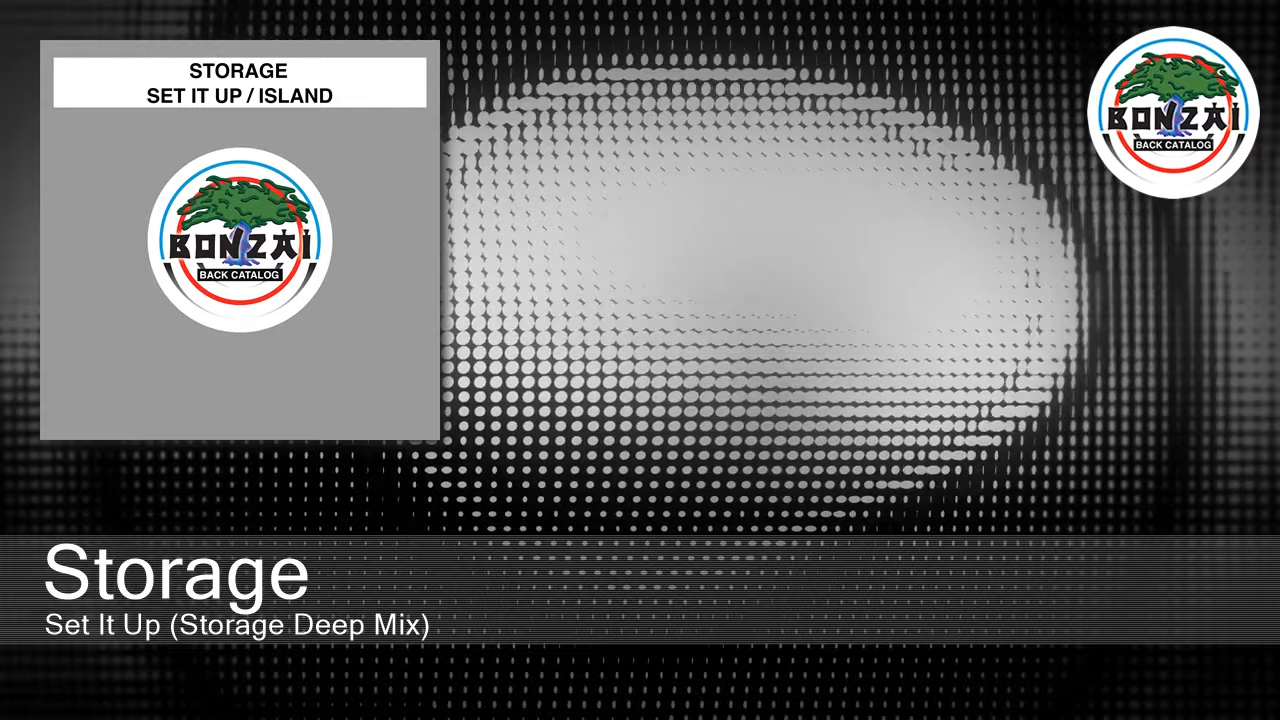 STORAGE
SET IT UP / ISLAND
BONZAI
BACK CATALOG
BONZAI
BACK CATALOG
Storage
Set It Up (Storage Deep Mix)